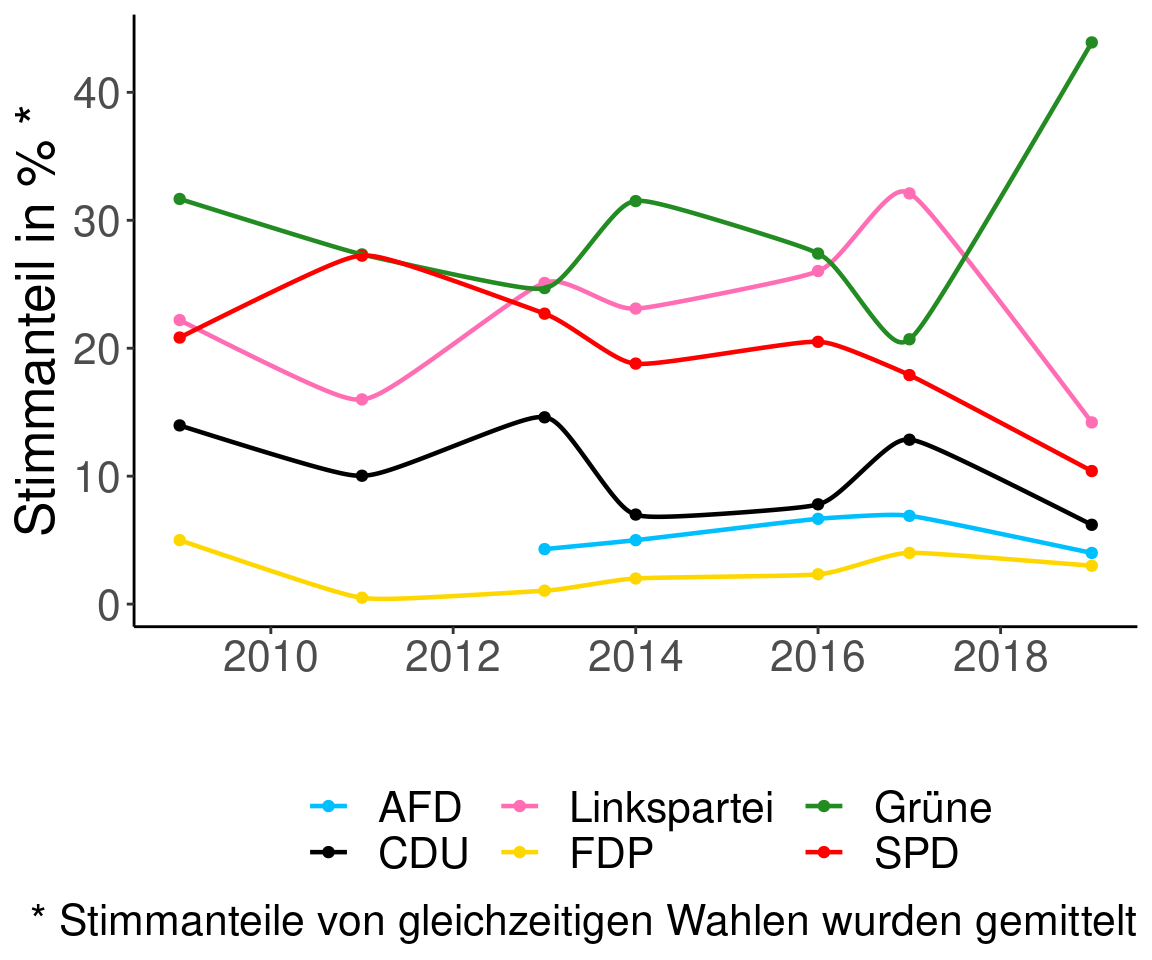 Stimmanteil in % *
40
30
20
10
0
2010 2012 2014 2016 2018
AFD Linkspartei Grüne
CDU FDP SPD
* Stimmanteile von gleichzeitigen Wahlen wurden gemittelt